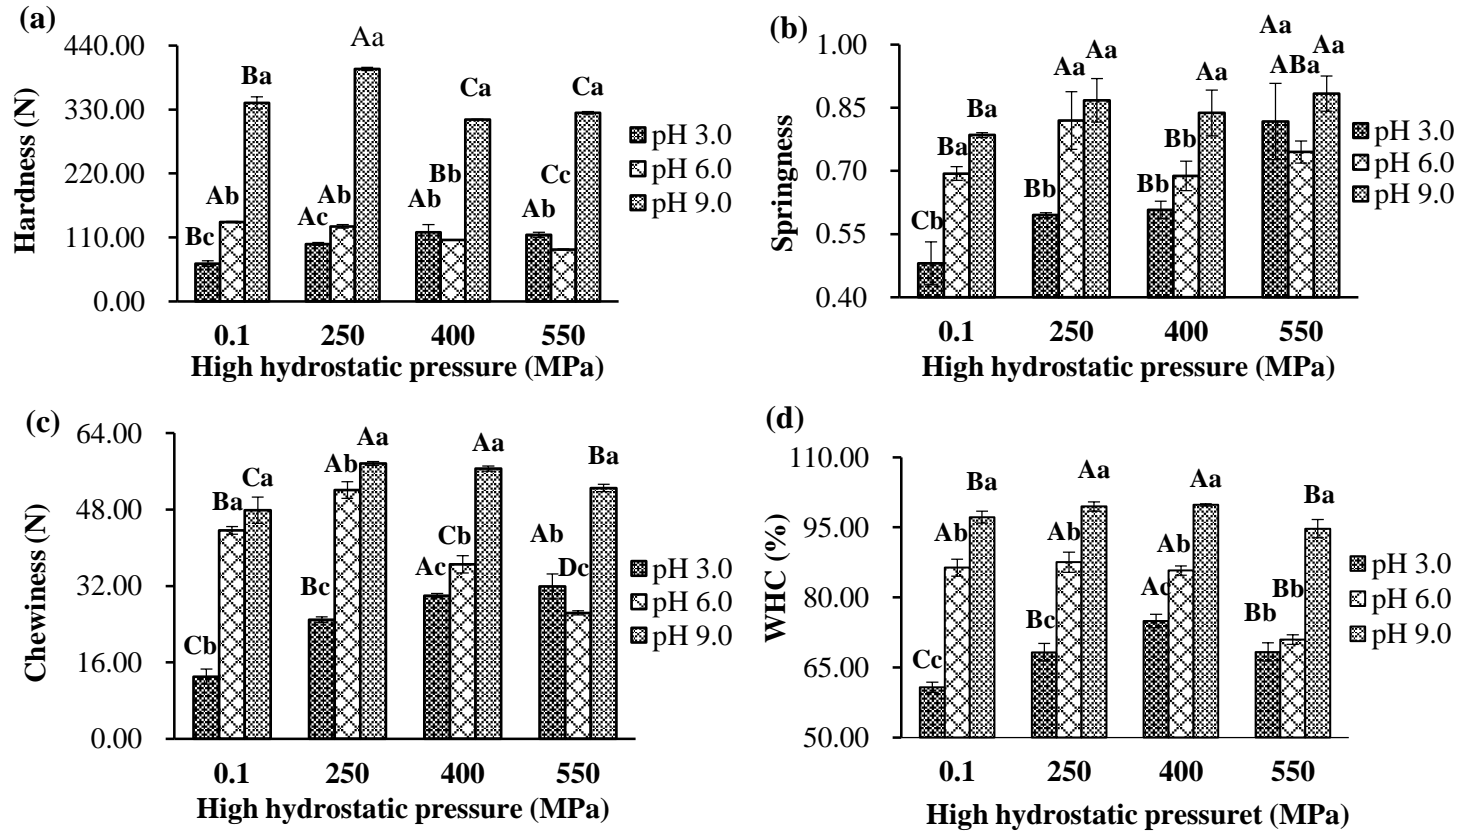 (a)
Hardness (N)
440.00
330.00
220.00
110.00
0.00
Bc Ab Ba
Ac Ab Aa
Ab Bb Ca
Ab Cc Ca
0.1 250 400 550
High hydrostatic pressure (MPa)
pH 3.0
pH 6.0
pH 9.0
(b)
Springness
1.00
0.85
0.70
0.55
0.40
Cb Ba Ba
Bb Aa Aa
Bb Bb Aa
Aa ABa Aa
0.1 250 400 550
High hydrostatic pressure (MPa)
pH 3.0
pH 6.0
pH 9.0
(c)
Chewiness (N)
64.00
48.00
32.00
16.00
0.00
Cb Ba Ca
Bc Ab Aa
Ac Cb Aa
Ab Dc Ba
0.1 250 400 550
High hydrostatic pressure (MPa)
pH 3.0
pH 6.0
pH 9.0
(d)
WHC (%)
110.00
95.00
80.00
65.00
50.00
Cc Ab Ba
Bc Ab Aa
Ac Ab Aa
Bb Bb Ba
0.1 250 400 550
High hydrostatic pressuret (MPa)
pH 3.0
pH 6.0
pH 9.0